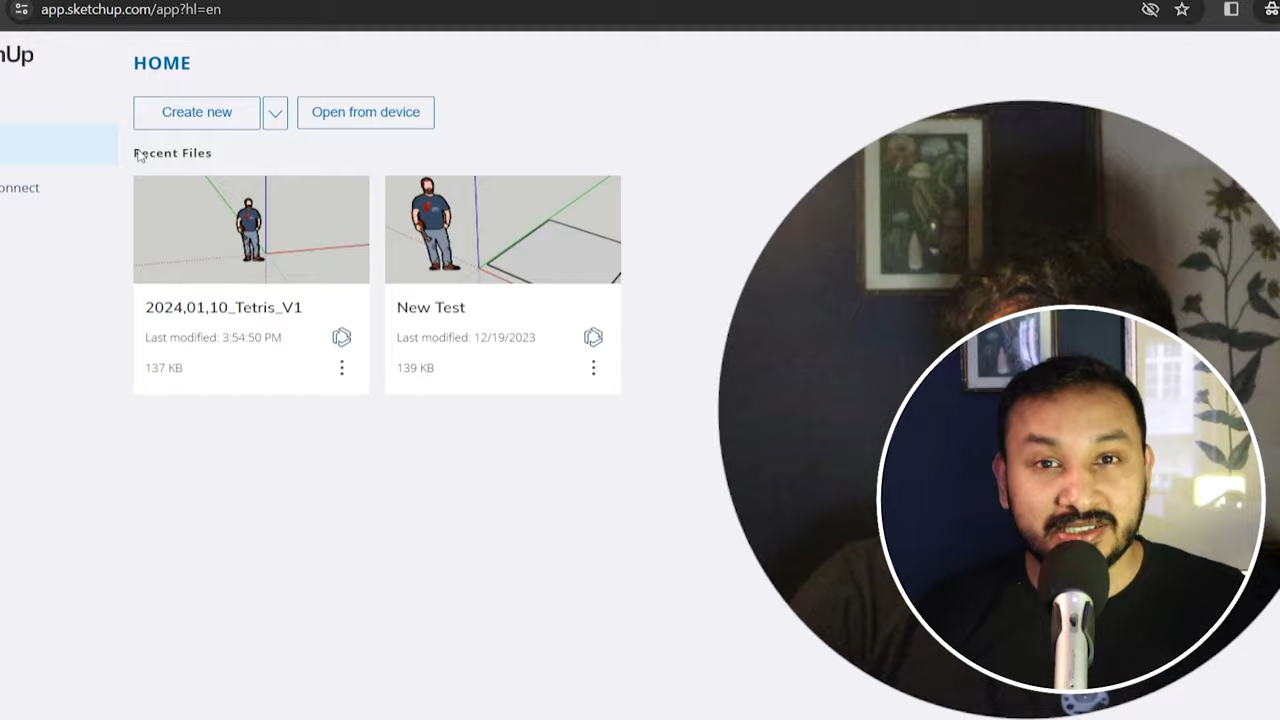 app.sketchup.com/app?hl=en
HOME
Create new
Open from device
Recent Files
2024,01,10_Tetris_V1
Last modified: 3:54:50 PM
137 KB
New Test
Last modified: 12/19/2023
139 KB